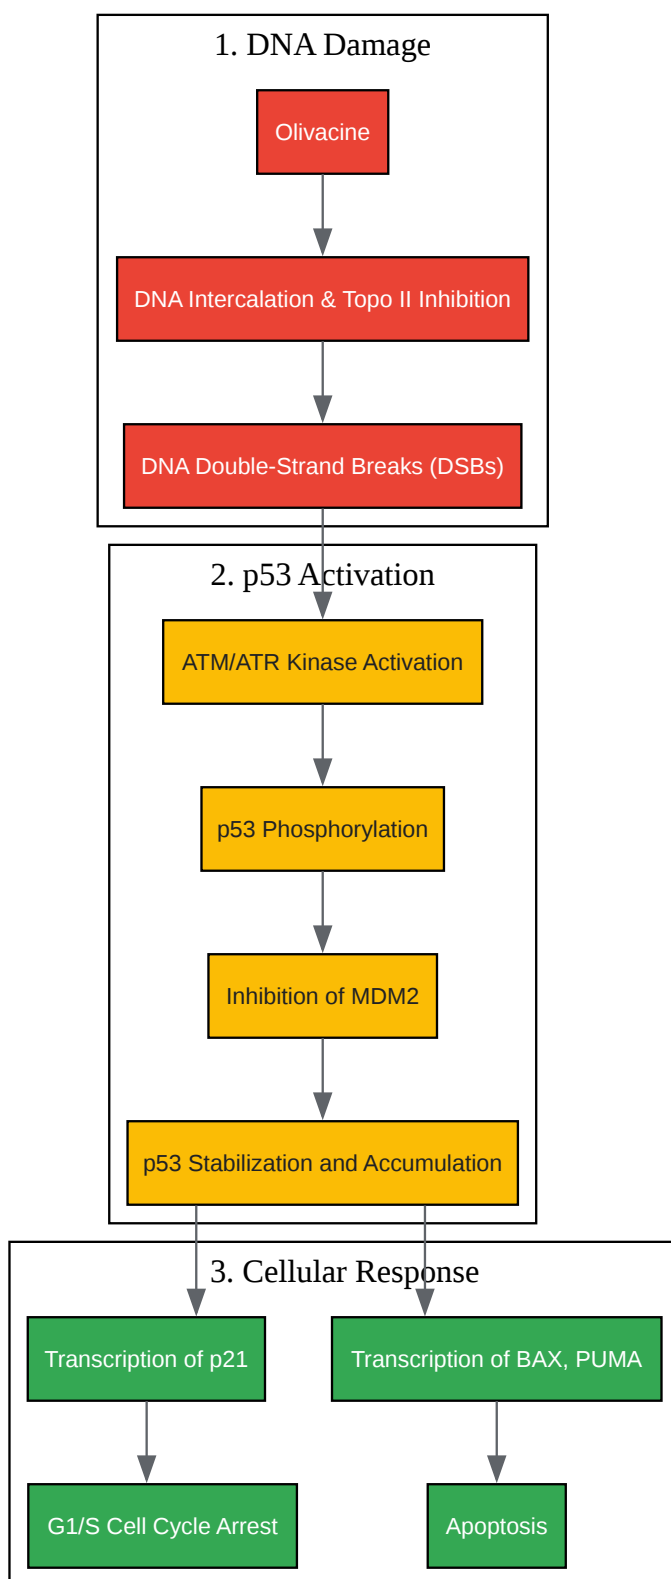 1. DNA Damage
Olivacine
DNA Intercalation & Topo II Inhibition
DNA Double-Strand Breaks (DSBs)
2. p53 Activation
ATM/ATR Kinase Activation
p53 Phosphorylation
Inhibition of MDM2
p53 Stabilization and Accumulation
3. Cellular Response
Transcription of p21
Transcription of BAX, PUMA
G1/S Cell Cycle Arrest
Apoptosis